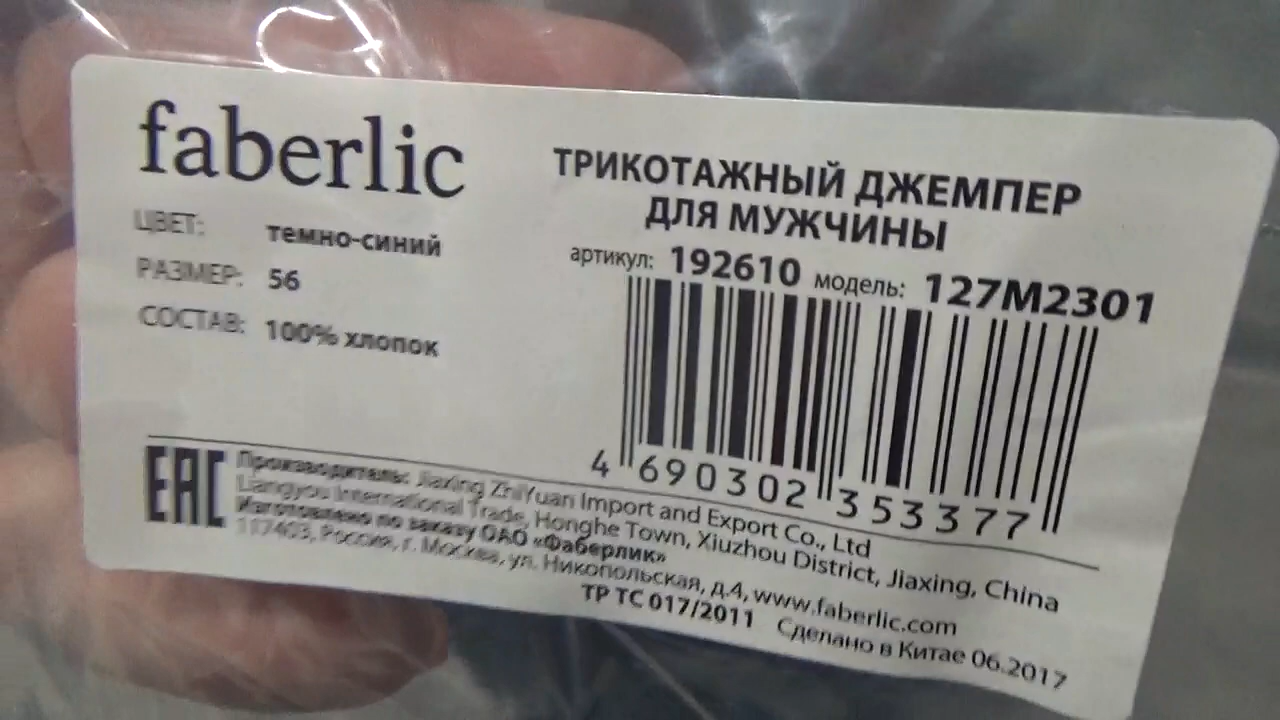 faberlic
ЦВЕТ: темно-синий
РАЗМЕР: 56
СОСТАВ: 100% хлопок
ТРИКОТАЖНЫЙ ДЖЕМПЕР
ДЛЯ МУЖЧИНЫ
артикул: 192610 модель: 127M2301
4 690302 353377
EAC
Производитель: Jiaxing ZhiYuan Import and Export Co., Ltd
Liangyou International Trade, Honghe Town, Xiuzhou District, Jiaxing, China
Изготовлено по заказу ОАО «Фаберлик»
117403, Россия, г. Москва, ул. Никопольская, д.4, www.faberlic.com
ТР ТС 017/2011 Сделано в Китае 06.2017